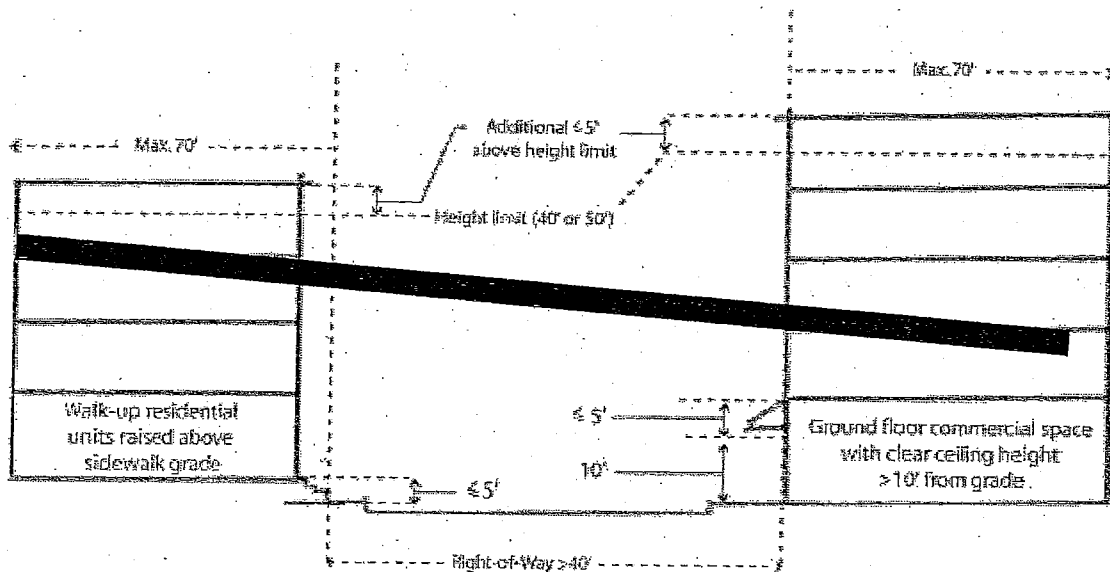 Max. 70'
Max. 70'
Additional ≤5'
above height limit
Height limit (40' or 50')
Walk-up residential
units raised above
sidewalk grade
≤5'
≤5'
10'
Ground floor commercial space
with clear ceiling height
>10' from grade
Right-of-Way >40'